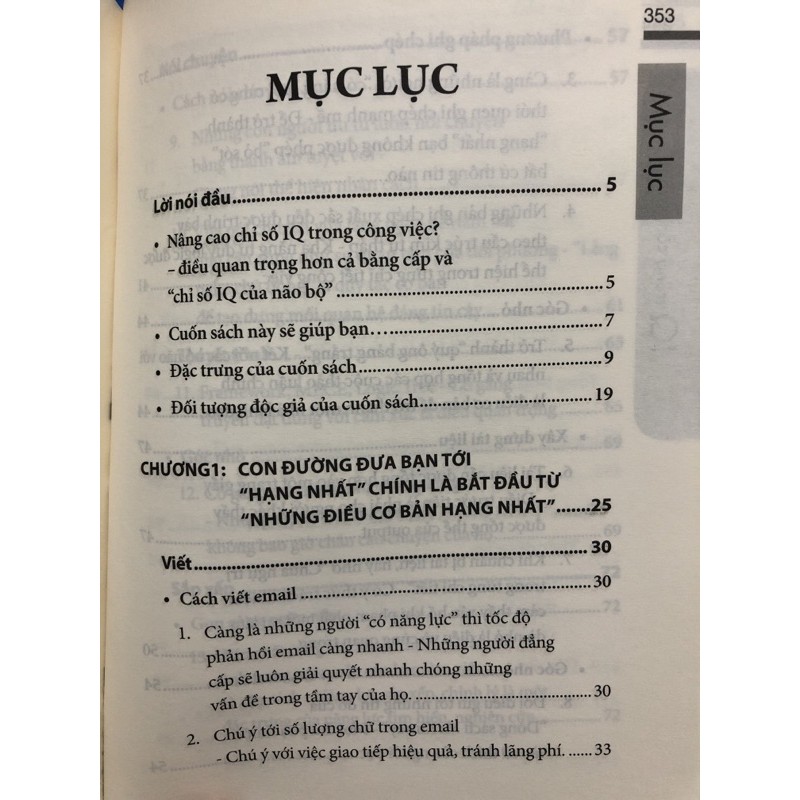 353
Mục lục
MỤC LỤC
Lời nói đầu 5
• Nâng cao chỉ số IQ trong công việc?
– điều quan trọng hơn cả bằng cấp và
“chỉ số IQ của não bộ” 5
• Cuốn sách này sẽ giúp bạn… 7
• Đặc trưng của cuốn sách 9
• Đối tượng độc giả của cuốn sách 19
CHƯƠNG1: CON ĐƯỜNG ĐƯA BẠN TỚI
“HẠNG NHẤT” CHÍNH LÀ BẮT ĐẦU TỪ
“NHỮNG ĐIỀU CƠ BẢN HẠNG NHẤT” 25
Viết 30
• Cách viết email 30
1. Càng là những người “có năng lực” thì tốc độ
phản hồi email càng nhanh - Những người đẳng
cấp sẽ luôn giải quyết nhanh chóng những
vấn đề trong tầm tay của họ. 30
2. Chú ý tới số lượng chữ trong email
- Chú ý với việc giao tiếp hiệu quả, tránh lãng phí. 33